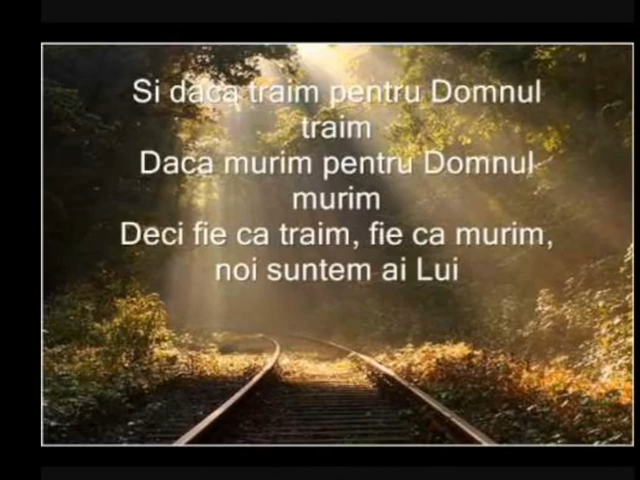 Si daca traim pentru Domnul
traim
Daca murim pentru Domnul
murim
Deci fie ca traim, fie ca murim,
noi suntem ai Lui